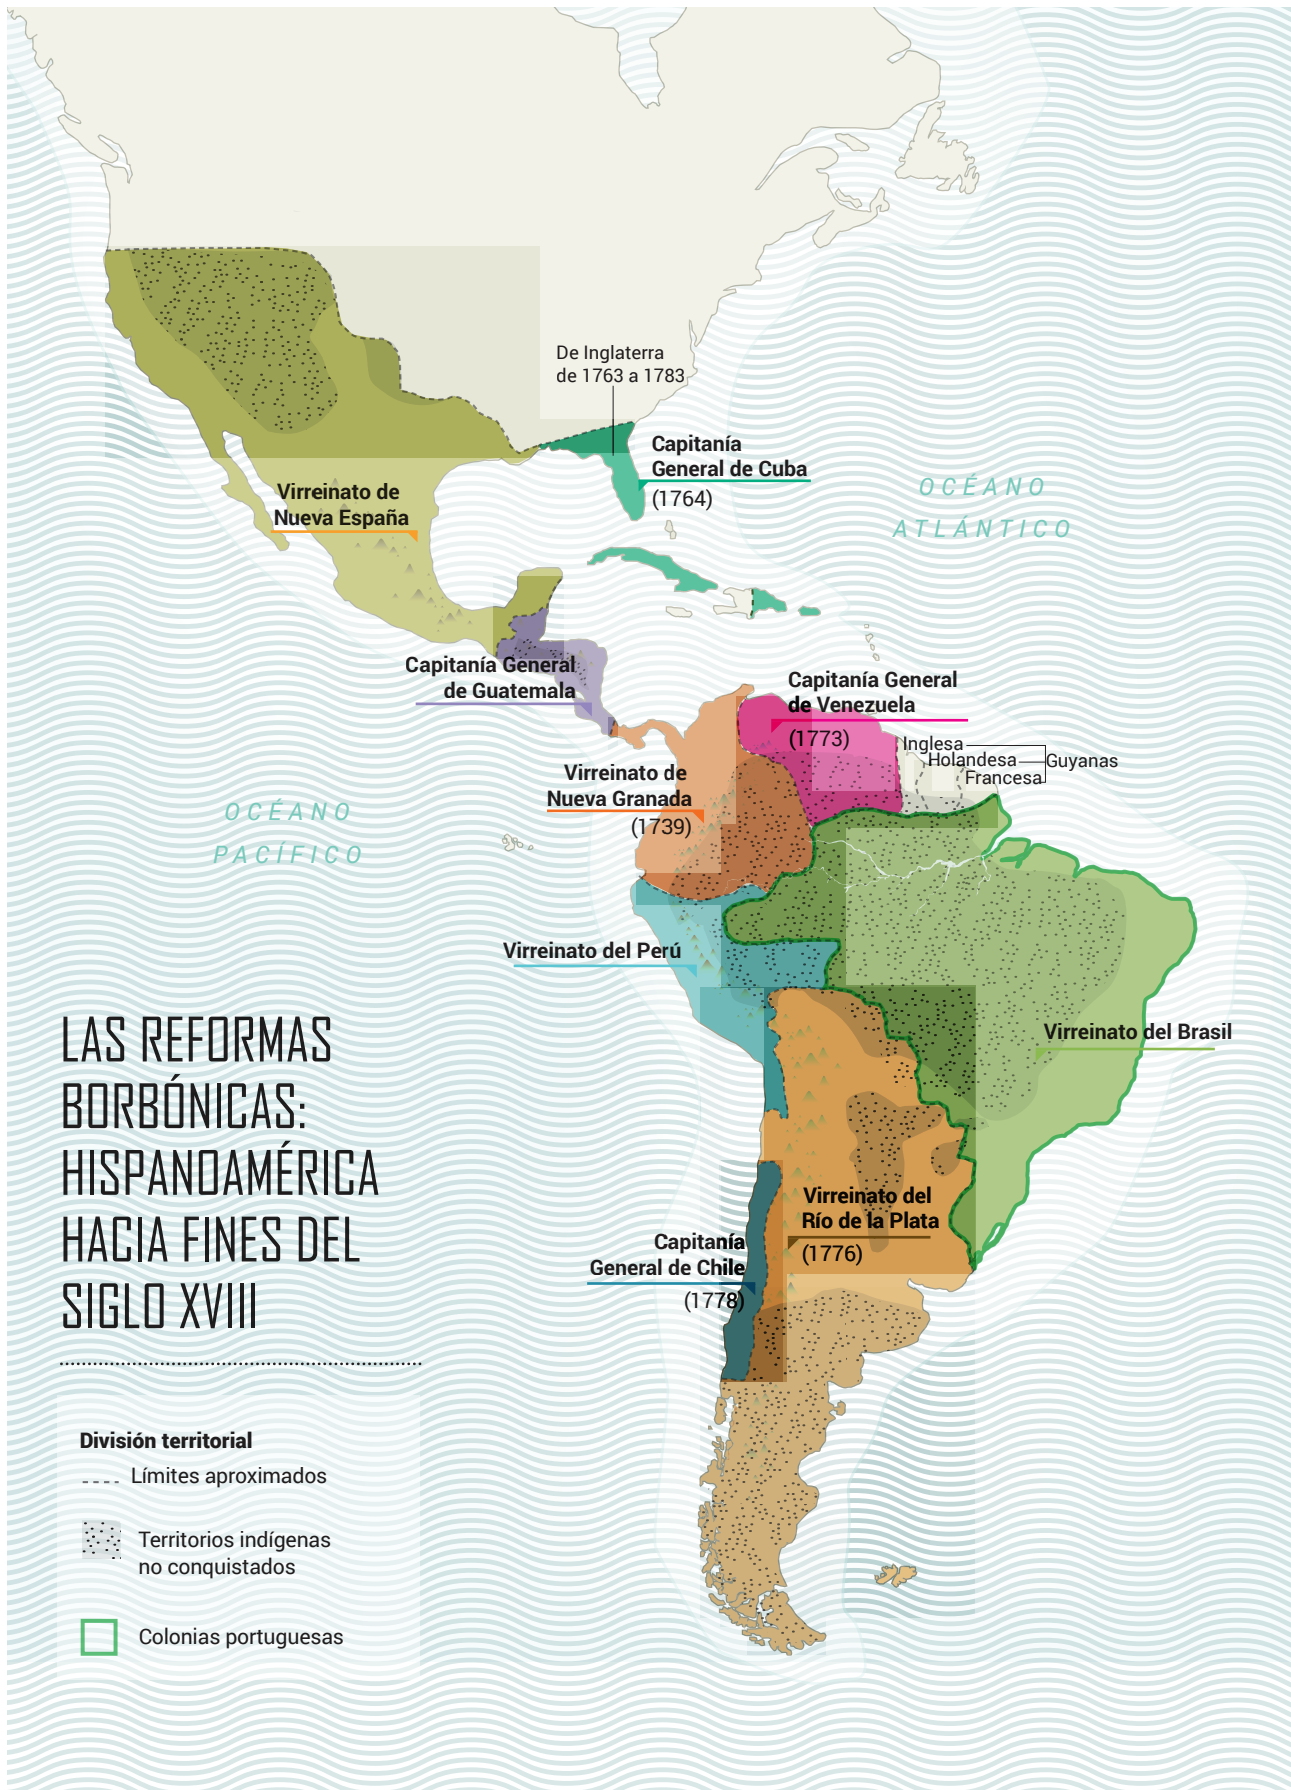 De Inglaterra
de 1763 a 1783
Capitanía
General de Cuba
(1764)
OCÉANO
ATLÁNTICO
Virreinato de
Nueva España
Capitanía General
de Guatemala
Capitanía General
de Venezuela
(1773)
Inglesa
Holandesa
Francesa
Guyanas
Virreinato de
Nueva Granada
(1739)
OCÉANO
PACÍFICO
Virreinato del Perú
Virreinato del Brasil
LAS REFORMAS
BORBÓNICAS:
HISPANOAMÉRICA
HACIA FINES DEL
SIGLO XVIII
Virreinato del
Río de la Plata
(1776)
Capitanía
General de Chile
(1778)
División territorial
Límites aproximados
Territorios indígenas
no conquistados
Colonias portuguesas